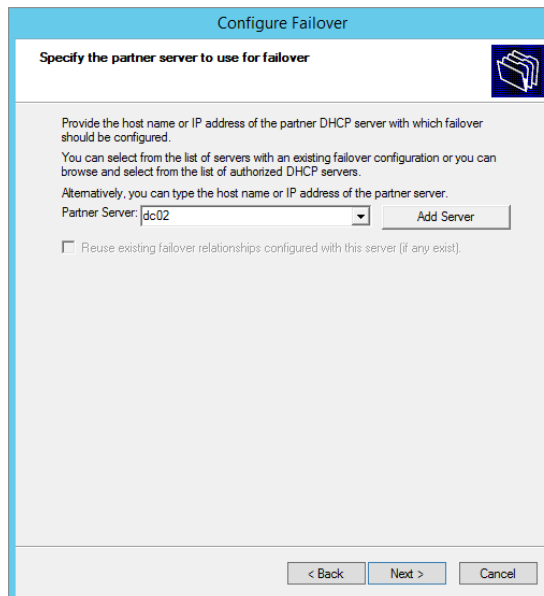 Configure Failover
Specify the partner server to use for failover
Provide the host name or IP address of the partner DHCP server with which failover
should be configured.
You can select from the list of servers with an existing failover configuration or you can
browse and select from the list of authorized DHCP servers.
Alternatively, you can type the host name or IP address of the partner server.
Partner Server: dc02 Add Server
Reuse existing failover relationships configured with this server (if any exist).
< Back Next > Cancel